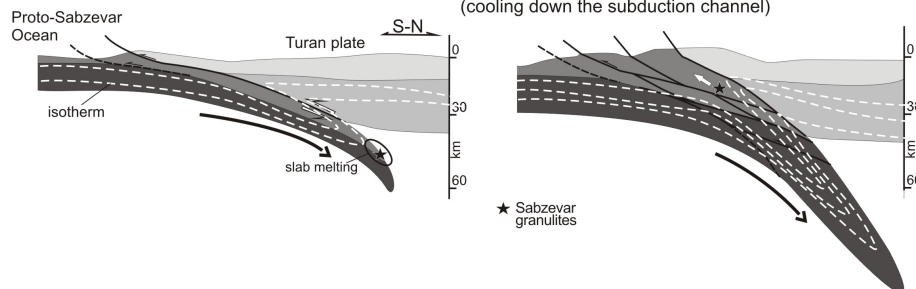 (cooling down the subduction channel)
Proto-Sabzevar
Ocean
S-N
Turan plate
0
isotherm
30
slab melting
km
60
0
30
km
60
★ Sabzevar
granulites